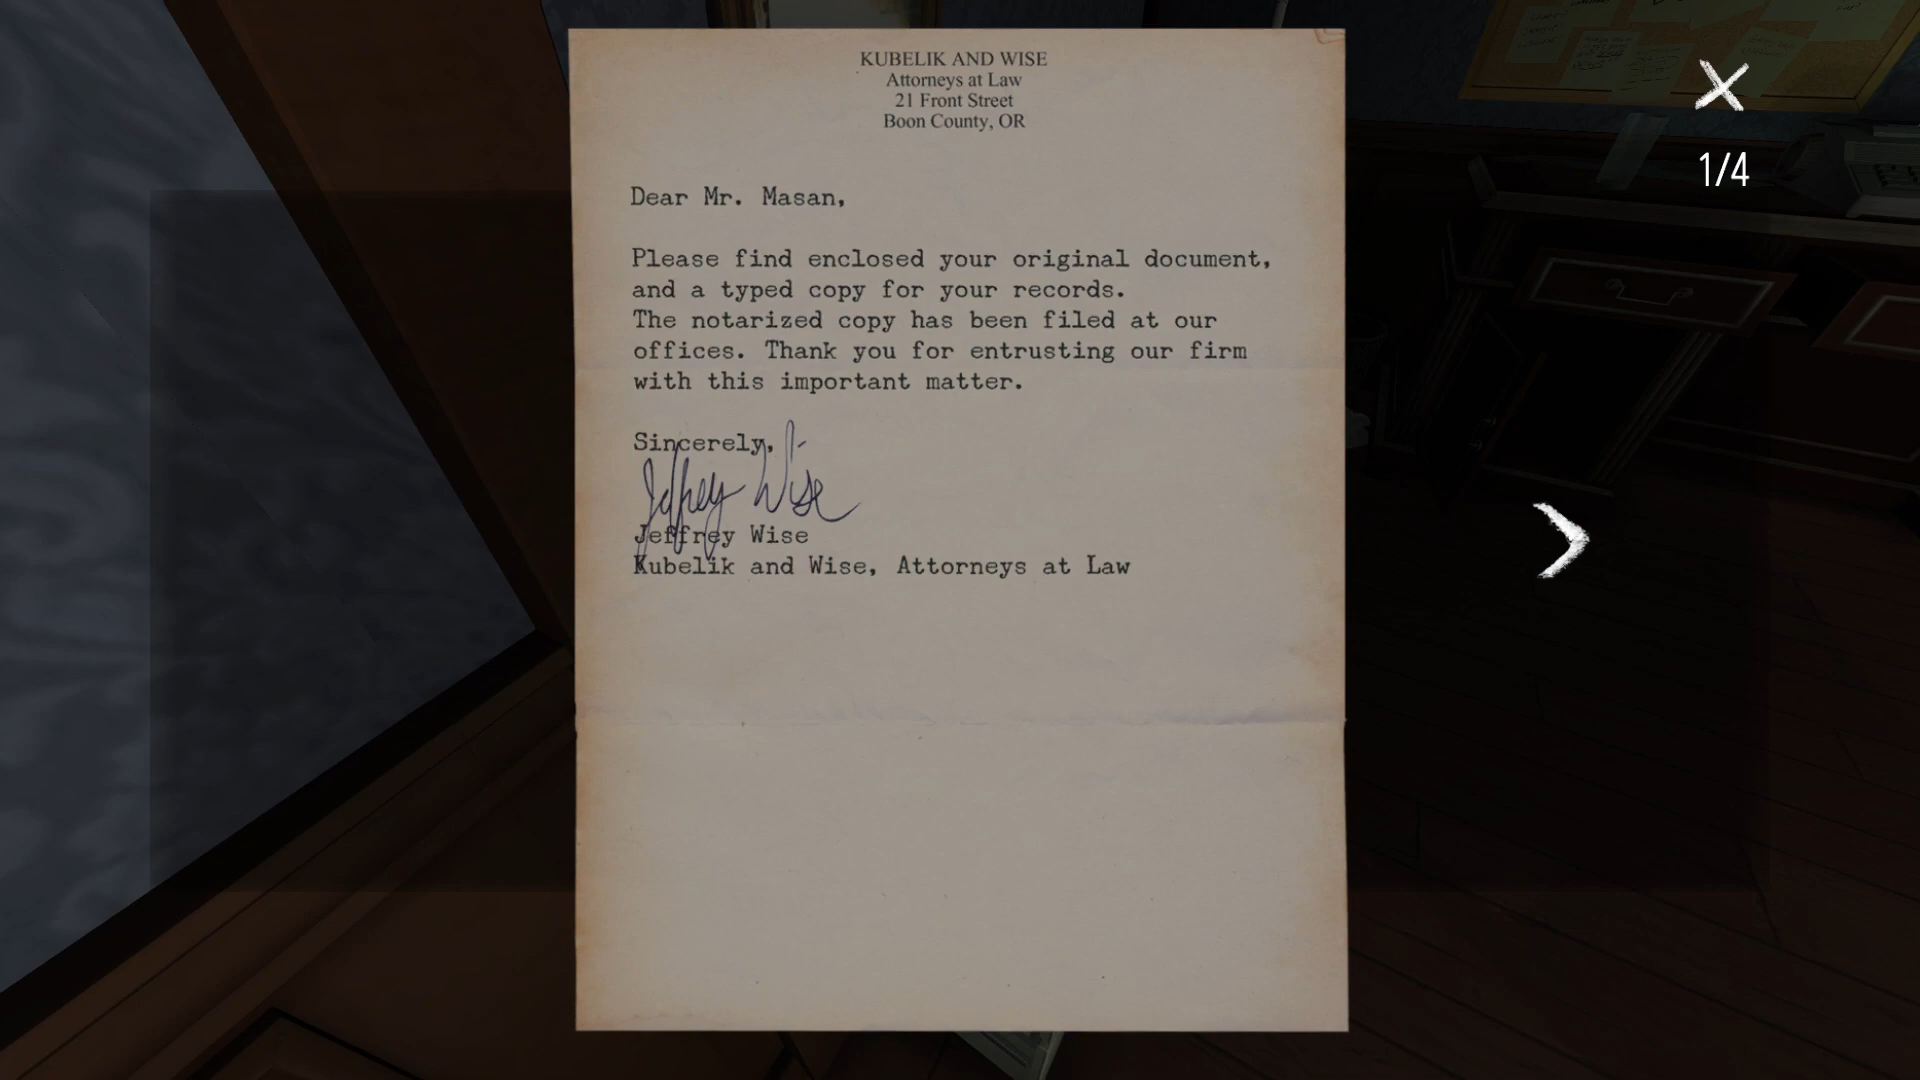 KUBELIK AND WISE
Attorneys at Law
21 Front Street
Boon County, OR
1/4
Dear Mr. Masan,
Please find enclosed your original document,
and a typed copy for your records.
The notarized copy has been filed at our
offices. Thank you for entrusting our firm
with this important matter.
Sincerely,
Jeffrey Wise
Jeffrey Wise
Kubelik and Wise, Attorneys at Law